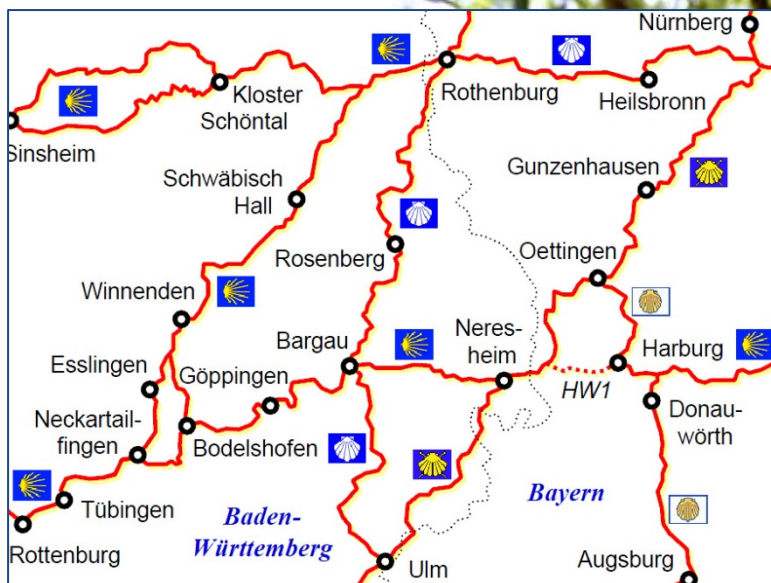 Nürnberg
Rothenburg
Heilsbronn
Kloster
Schöntal
Sinsheim
Gunzenhausen
Schwäbisch
Hall
Rosenberg
Oettingen
Winnenden
Bargau
Neres-
heim
Harburg
Esslingen
Göppingen
HW1
Neckartail-
fingen
Bodelshofen
Donau-
wörth
Tübingen
Baden-
Württemberg
Bayern
Rottenburg
Ulm
Augsburg